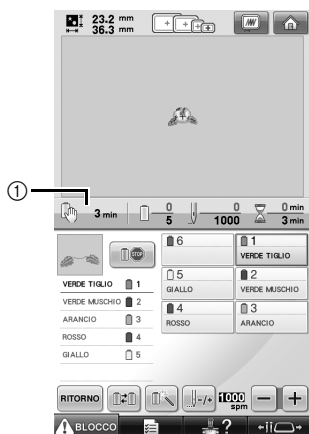 23.2 mm
36.3 mm
1
3 min
0
5
0
1000
0 min
3 min
6
1
VERDE TIGLIO
VERDE TIGLIO 1
VERDE MUSCHIO 2
ARANCIO 3
ROSSO 4
GIALLO 5
5
GIALLO
2
VERDE MUSCHIO
4
ROSSO
3
ARANCIO
RITORNO
-/+
1000
spm
BLOCCO
?